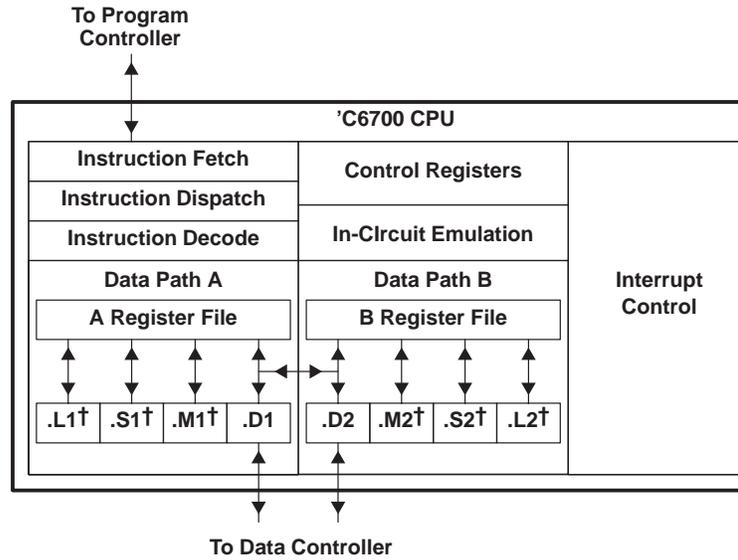 To Program
Controller
’C6700 CPU
Instruction Fetch
Control Registers
Instruction Dispatch
Instruction Decode
In-CIrcuit Emulation
Data Path A
Data Path B
Interrupt
Control
A Register File
B Register File
.L1† .S1† .M1† .D1
.D2 .M2† .S2† .L2†
To Data Controller